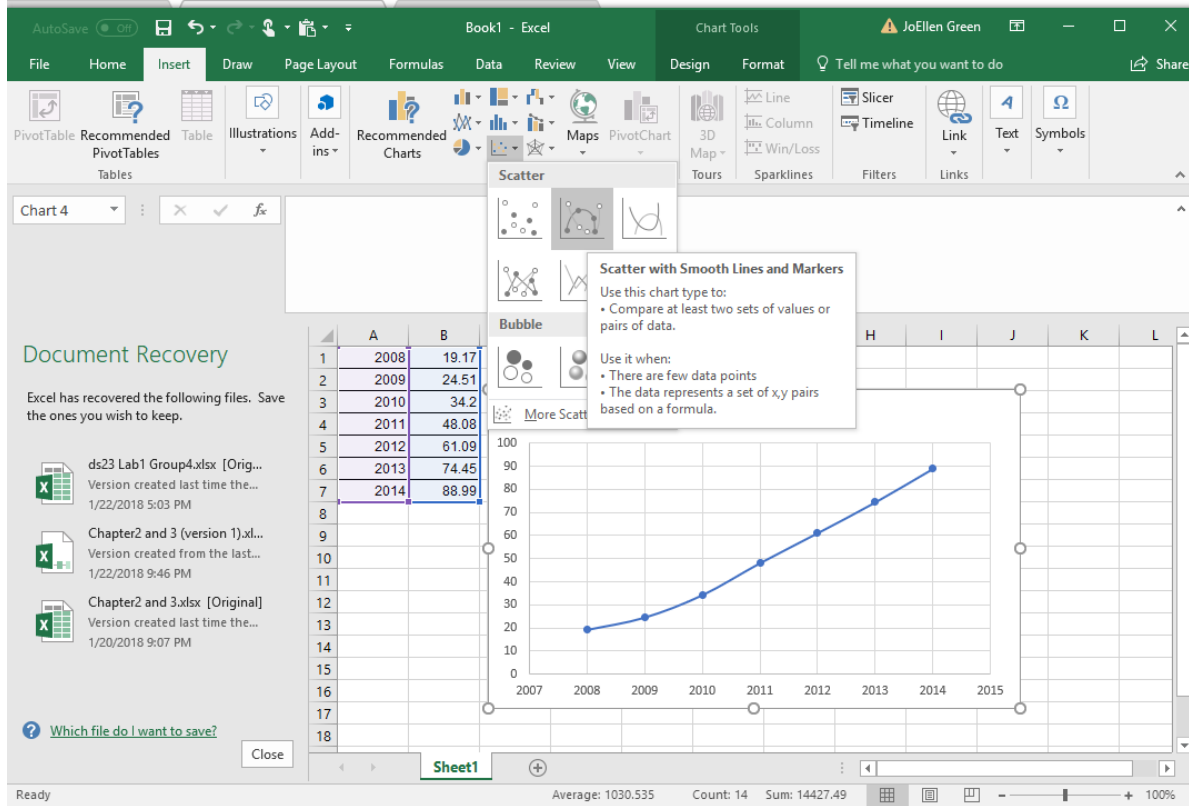 AutoSave Off Book1 - Excel Chart Tools JoEllen Green
File Home Insert Draw Page Layout Formulas Data Review View Design Format Tell me what you want to do Share
PivotTable
Recommended
PivotTables
Table
Tables
Illustrations
Add-
ins
Recommended
Charts
Maps
PivotChart
3D
Map
Tours
Line
Column
Win/Loss
Sparklines
Slicer
Timeline
Filters
Link
Links
Text
Symbols
Chart 4 fx
Scatter
Scatter with Smooth Lines and Markers
Use this chart type to:
• Compare at least two sets of values or
pairs of data.
Use it when:
• There are few data points
• The data represents a set of x,y pairs
based on a formula.
Bubble
More Scatt
Document Recovery
Excel has recovered the following files. Save
the ones you wish to keep.
ds23 Lab1 Group4.xlsx [Orig...
Version created last time the...
1/22/2018 5:03 PM
Chapter2 and 3 (version 1).xl...
Version created from the last...
1/22/2018 9:46 PM
Chapter2 and 3.xlsx [Original]
Version created last time the...
1/20/2018 9:07 PM
Which file do I want to save?
Close
A B H I J K L
1 2008 19.17
2 2009 24.51
3 2010 34.2
4 2011 48.08
5 2012 61.09
6 2013 74.45
7 2014 88.99
8
9
10
11
12
13
14
15
16
17
18
100
90
80
70
60
50
40
30
20
10
0
2007 2008 2009 2010 2011 2012 2013 2014 2015
Sheet1
Ready Average: 1030.535 Count: 14 Sum: 14427.49 100%